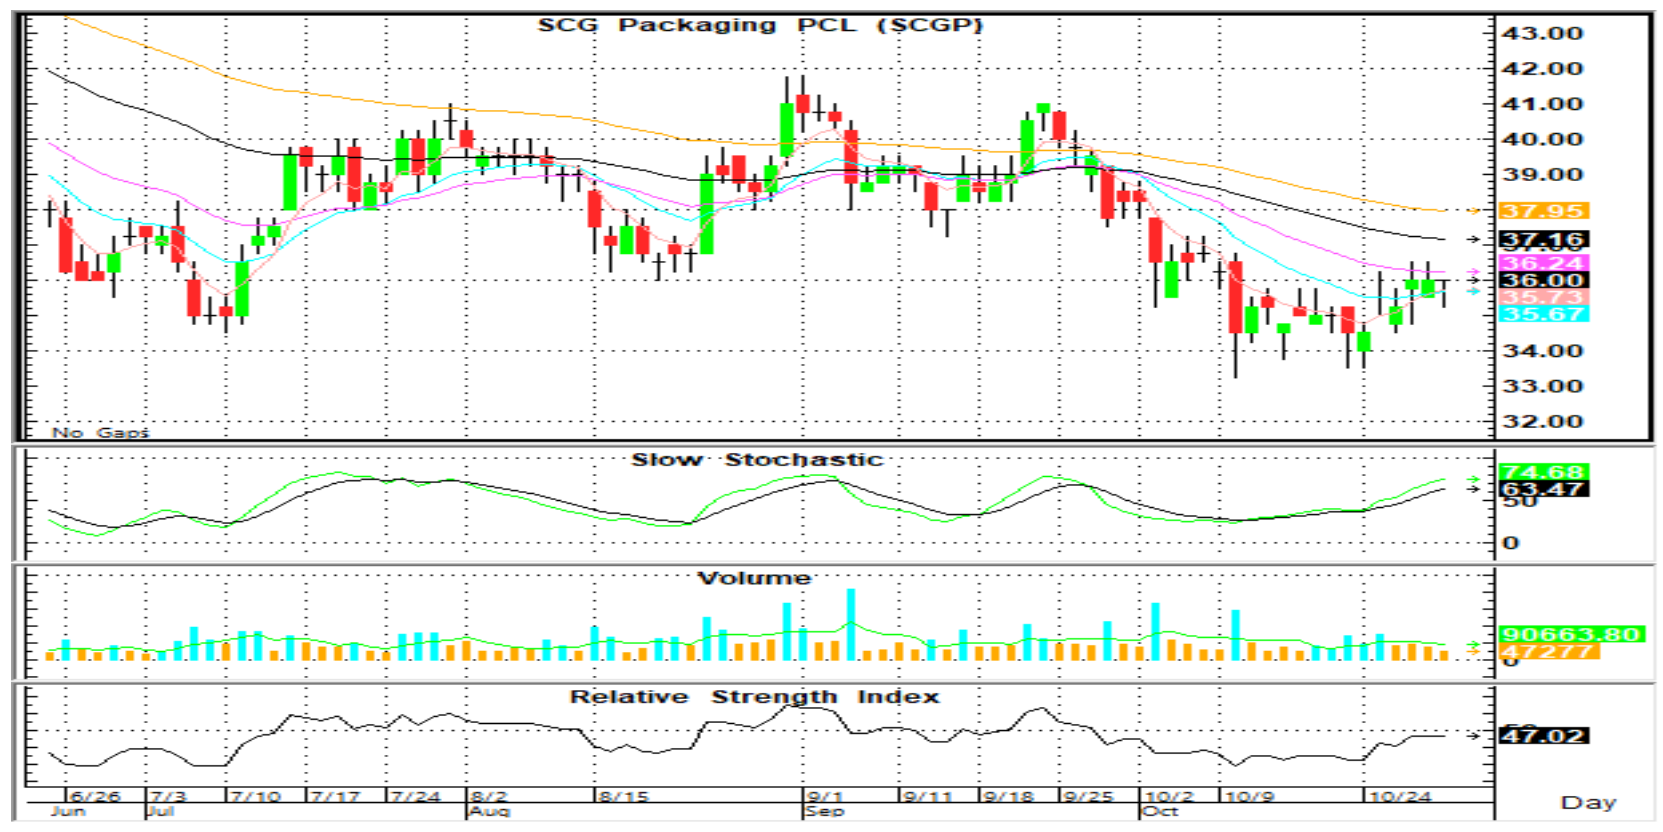 SCG Packaging PCL (SCGP)
43.00
42.00
41.00
40.00
39.00
37.95
37.16
36.24
36.00
35.73
35.67
34.00
33.00
32.00
No Gaps
Slow Stochastic
74.68
63.47
50
0
Volume
90663.80
47277
0
Relative Strength Index
47.02
6/26 7/3 7/10 7/17 7/24 8/2 8/15 9/1 9/11 9/18 9/25 10/2 10/9 10/24
Jun Jul Aug Sep Oct
Day